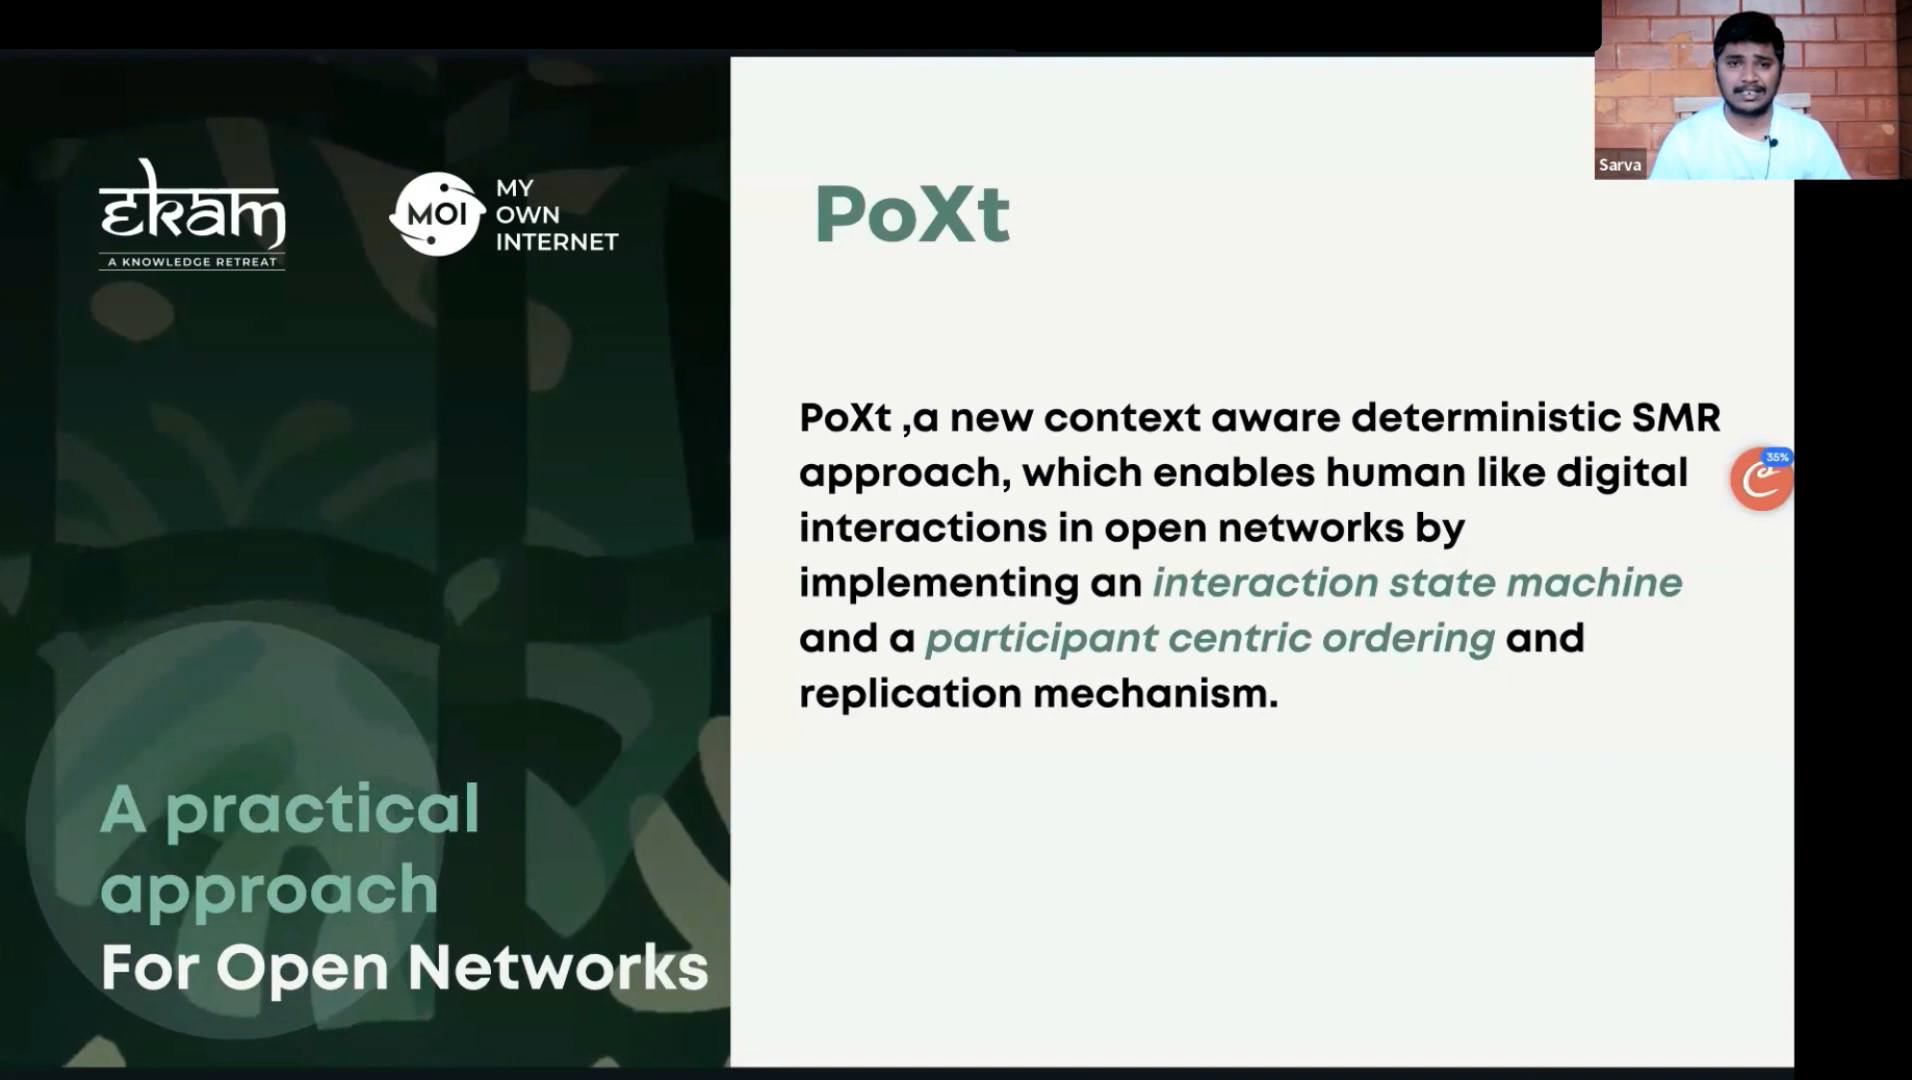 ekam
A KNOWLEDGE RETREAT
MOI
MY
OWN
INTERNET
A practical
approach
For Open Networks
PoXt
PoXt ,a new context aware deterministic SMR
approach, which enables human like digital
interactions in open networks by
implementing an interaction state machine
and a participant centric ordering and
replication mechanism.
35%
Sarva